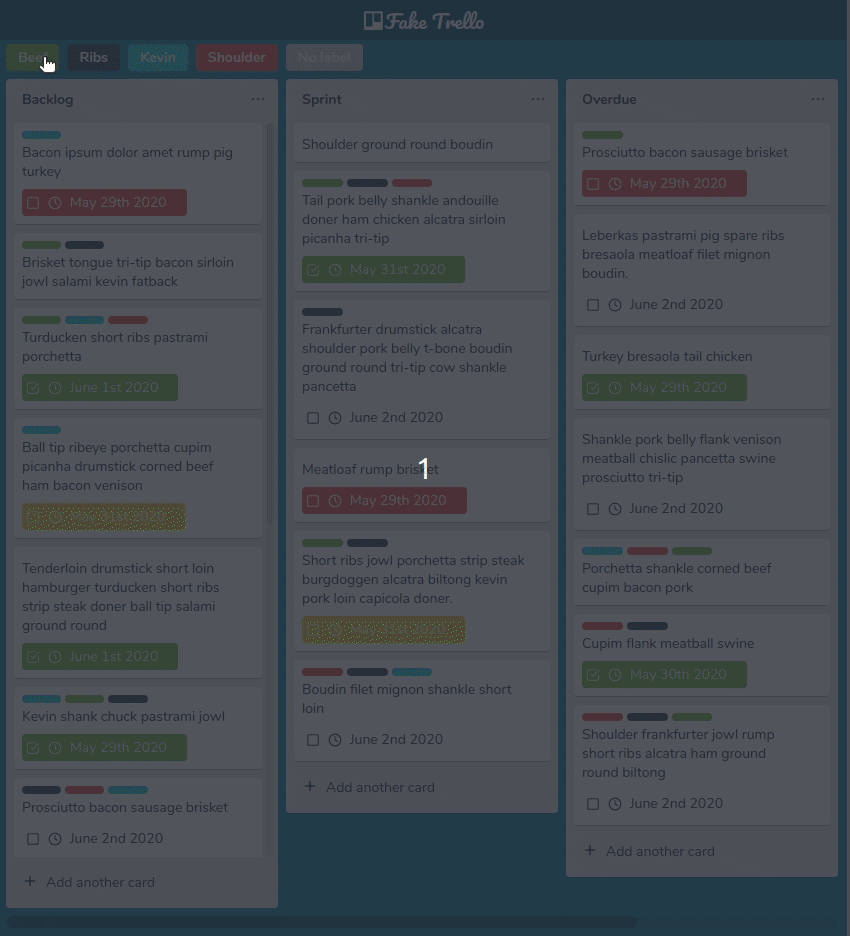 Fake Trello
Beef Ribs Kevin Shoulder No label
Backlog
Bacon ipsum dolor amet rump pig
turkey
May 29th 2020
Brisket tongue tri-tip bacon sirloin
jowl salami kevin fatback
Turducken short ribs pastrami
porchetta
June 1st 2020
Ball tip ribeye porchetta cupim
picanha drumstick corned beef
ham bacon venison
Tenderloin drumstick short loin
hamburger turducken short ribs
strip steak doner ball tip salami
ground round
June 1st 2020
Kevin shank chuck pastrami jowl
May 29th 2020
Prosciutto bacon sausage brisket
June 2nd 2020
+ Add another card
Sprint
Shoulder ground round boudin
Tail pork belly shankle andouille
doner ham chicken alcatra sirloin
picanha tri-tip
May 31st 2020
Frankfurter drumstick alcatra
shoulder pork belly t-bone boudin
ground round tri-tip cow shankle
pancetta
June 2nd 2020
1
Meatloaf rump brisket
May 29th 2020
Short ribs jowl porchetta strip steak
burgdoggen alcatra biltong kevin
pork loin capicola doner.
Boudin filet mignon shankle short
loin
June 2nd 2020
+ Add another card
Overdue
Prosciutto bacon sausage brisket
May 29th 2020
Leberkas pastrami pig spare ribs
bresaola meatloaf filet mignon
boudin.
June 2nd 2020
Turkey bresaola tail chicken
May 29th 2020
Shankle pork belly flank venison
meatball chislic pancetta swine
prosciutto tri-tip
June 2nd 2020
Porchetta shankle corned beef
cupim bacon pork
Cupim flank meatball swine
May 30th 2020
Shoulder frankfurter jowl rump
short ribs alcatra ham ground
round biltong
June 2nd 2020
+ Add another card